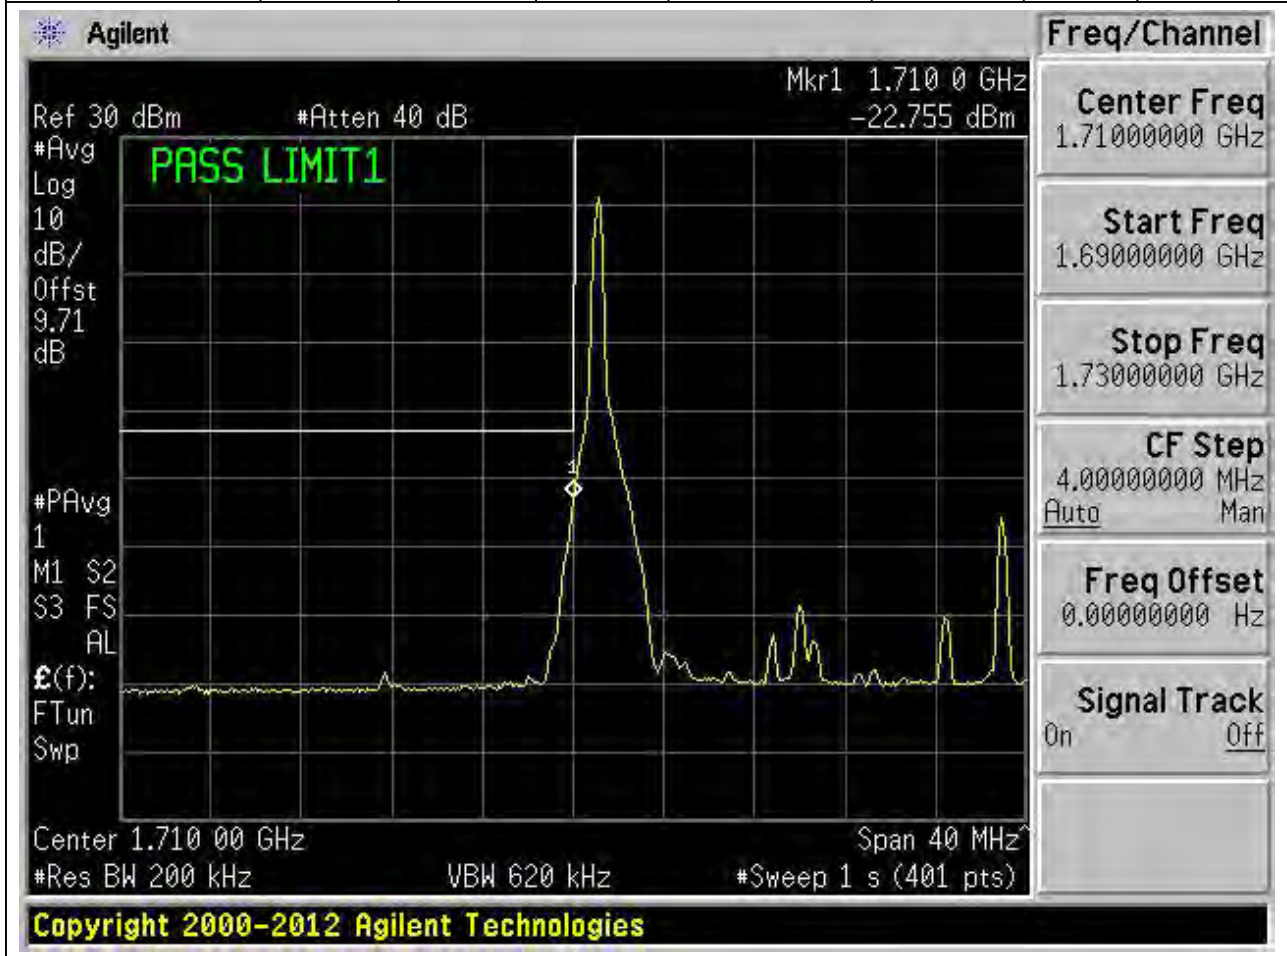 Agilent
Freq/Channel
Mkr1 1.710 0 GHz
Ref 30 dBm #Atten 40 dB -22.755 dBm
#Avg
Log
10
dB/
Offst
9.71
dB
PASS LIMIT1
1
#PAvg
1
M1 S2
S3 FS
AL
£(f):
FTun
Swp
Center 1.710 00 GHz Span 40 MHz^
#Res BW 200 kHz VBW 620 kHz #Sweep 1 s (401 pts)
Center Freq
1.71000000 GHz
Start Freq
1.69000000 GHz
Stop Freq
1.73000000 GHz
CF Step
4.00000000 MHz
Auto Man
Freq Offset
0.00000000 Hz
Signal Track
On Off
Copyright 2000-2012 Agilent Technologies